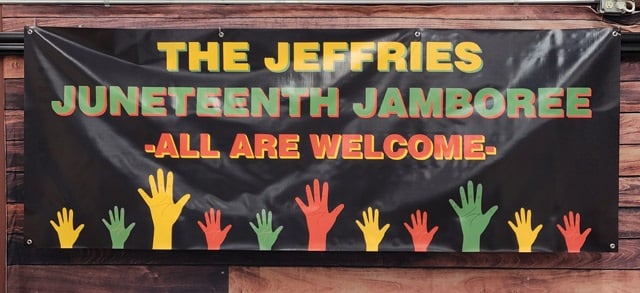 THE JEFFRIES
JUNETEENTH JAMBOREE
-ALL ARE WELCOME-